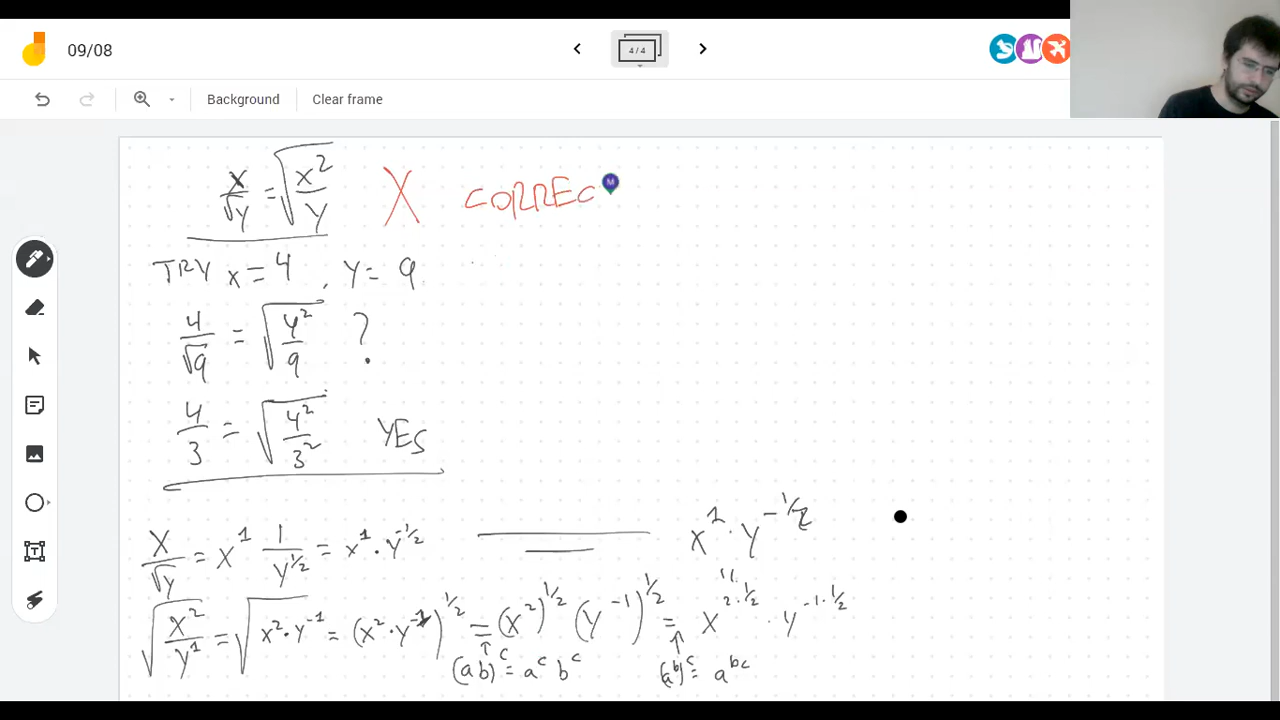 09/08
4/4
Background
Clear frame
x/√y = √(x²/y) X CORREC
M
TRY x = 4, y = 9
4/√9 = √(4²/9) ?
4/3 = √(4²/3²) YES
x¹ · y^(-1/2)
x/√y = x¹ 1/y^(1/2) = x¹ · y^(-1/2)
√(x²/y¹) = √(x² · y^-1) = (x² · y^-1)^(1/2) = (x²)^(1/2) (y^-1)^(1/2) = x^(2·1/2) · y^(-1·1/2)
(ab)^c = a^c b^c (a^b)^c = a^bc